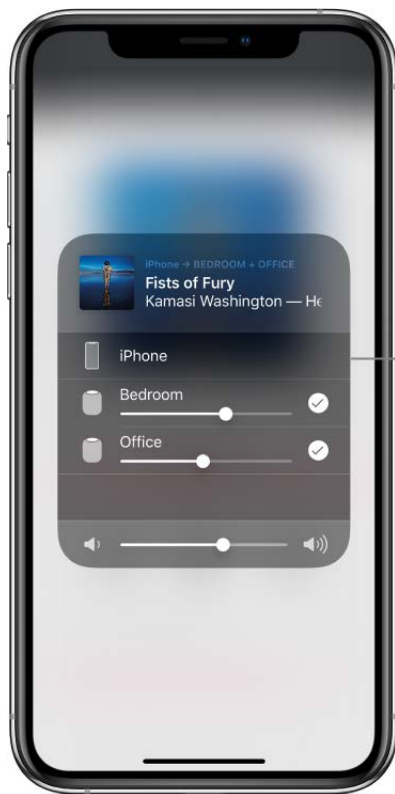 iPhone → BEDROOM + OFFICE
Fists of Fury
Kamasi Washington — He
iPhone
Bedroom
Office